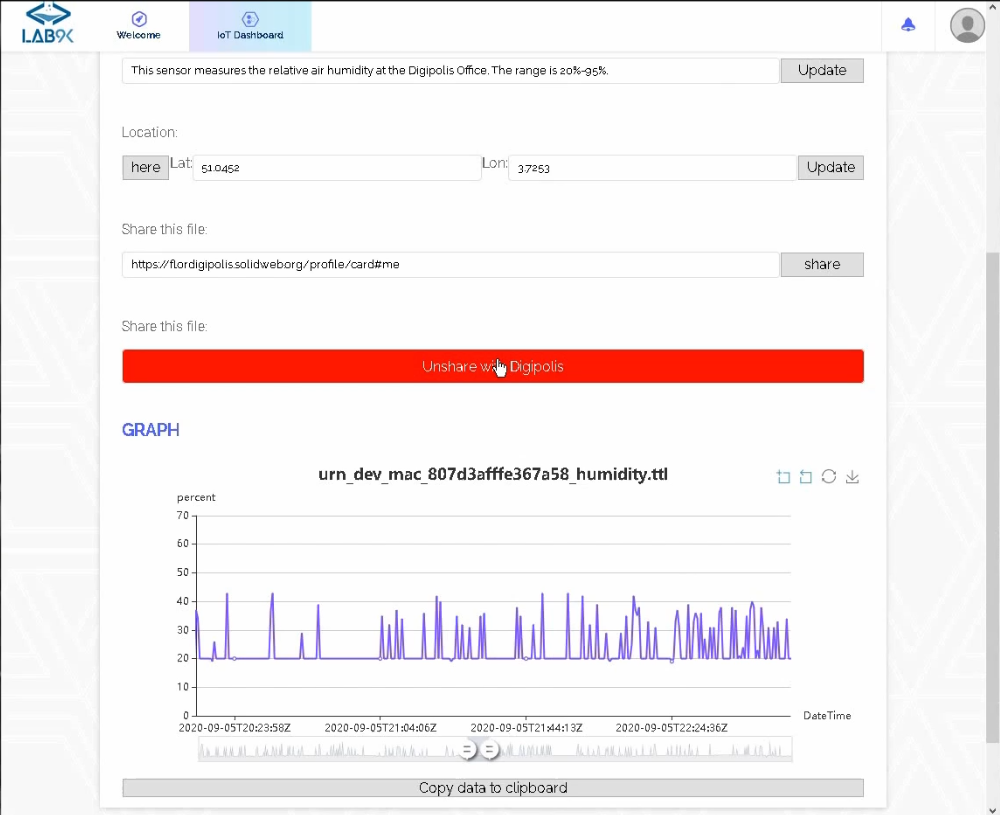 LAB9K
Welcome
IoT Dashboard
This sensor measures the relative air humidity at the Digipolis Office. The range is 20%-95%.
Update
Location:
here Lat: 51.0452 Lon: 3.7253 Update
Share this file:
https://flordigipolis.solidweb.org/profile/card#me share
Share this file:
Unshare with Digipolis
GRAPH
urn_dev_mac_807d3afffe367a58_humidity.ttl
percent
70
60
50
40
30
20
10
0
2020-09-05T20:23:58Z 2020-09-05T21:04:06Z 2020-09-05T21:44:13Z 2020-09-05T22:24:36Z DateTime
Copy data to clipboard